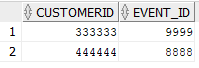 CUSTOMERID EVENT_ID
1 333333 9999
2 444444 8888